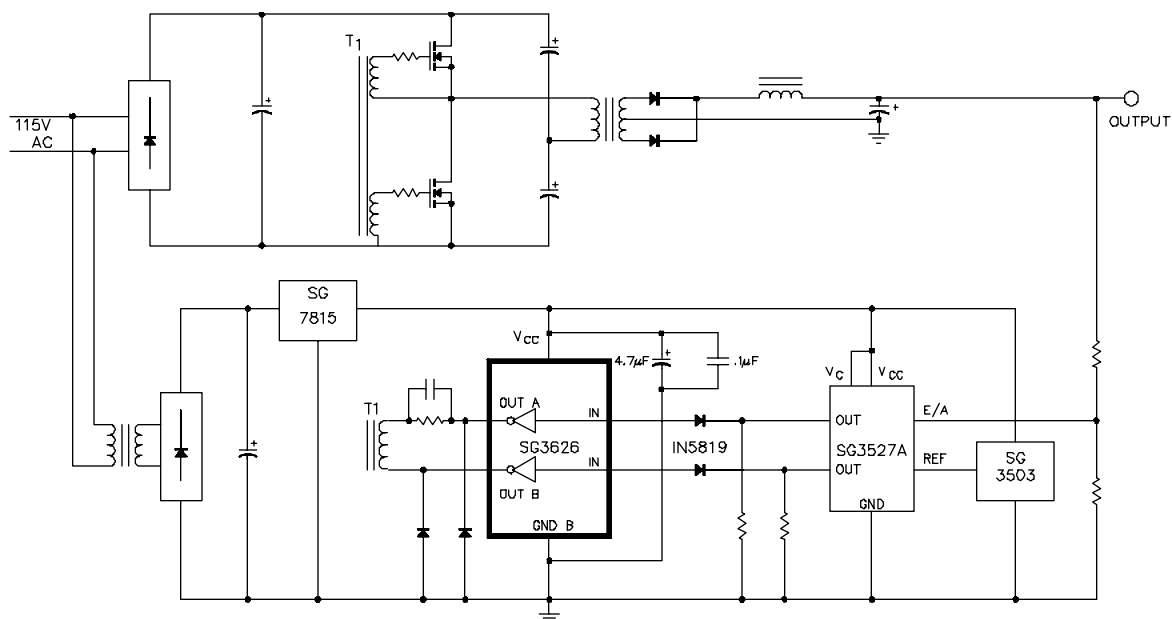 T1
115V
AC
OUTPUT
SG
7815
VCC
4.7µF
.1µF
VC
VCC
T1
OUT A
IN
OUT
E/A
SG3626
IN5819
SG3527A
IN
OUT
REF
SG
3503
OUT B
GND B
GND